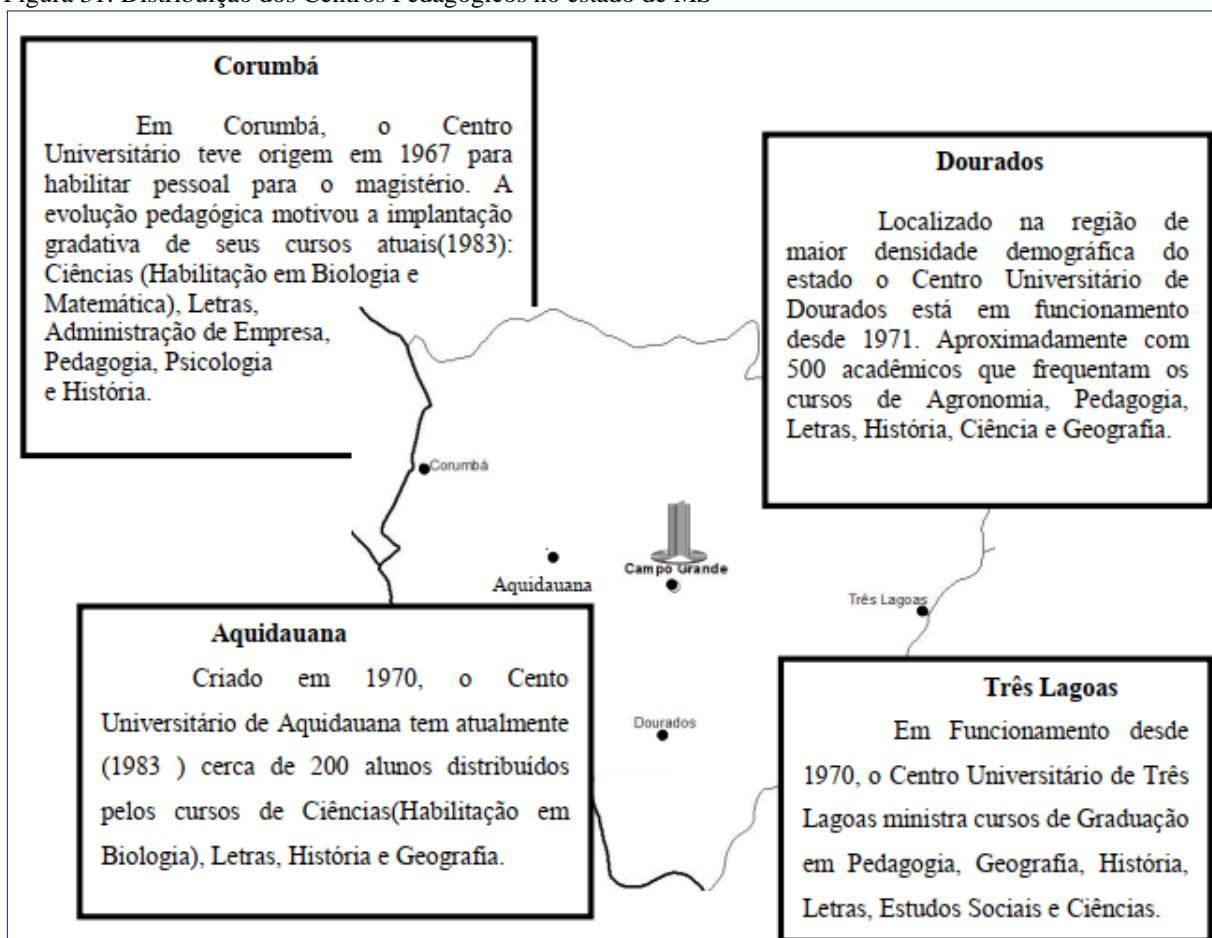 Figura 31: Distribuição dos Centros Pedagógicos no estado de MS
Corumbá
Em Corumbá, o Centro
Universitário teve origem em 1967 para
habilitar pessoal para o magistério. A
evolução pedagógica motivou a implantação
gradativa de seus cursos atuais(1983):
Ciências (Habilitação em Biologia e
Matemática), Letras,
Administração de Empresa,
Pedagogia, Psicologia
e História.
Dourados
Localizado na região de
maior densidade demográfica do
estado o Centro Universitário de
Dourados está em funcionamento
desde 1971. Aproximadamente com
500 acadêmicos que frequentam os
cursos de Agronomia, Pedagogia,
Letras, História, Ciência e Geografia.
Corumbá
Aquidauana
Campo Grande
Três Lagoas
Dourados
Aquidauana
Criado em 1970, o Cento
Universitário de Aquidauana tem atualmente
(1983 ) cerca de 200 alunos distribuídos
pelos cursos de Ciências(Habilitação em
Biologia), Letras, História e Geografia.
Três Lagoas
Em Funcionamento desde
1970, o Centro Universitário de Três
Lagoas ministra cursos de Graduação
em Pedagogia, Geografia, História,
Letras, Estudos Sociais e Ciências.